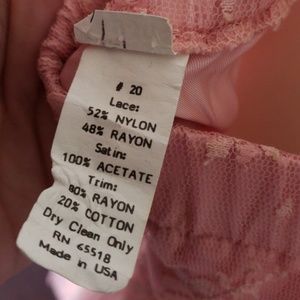 # 20
Lace:
52% NYLON
48% RAYON
Satin:
100% ACETATE
Trim:
80% RAYON
20% COTTON
Dry Clean Only
RN 65518
Made in USA